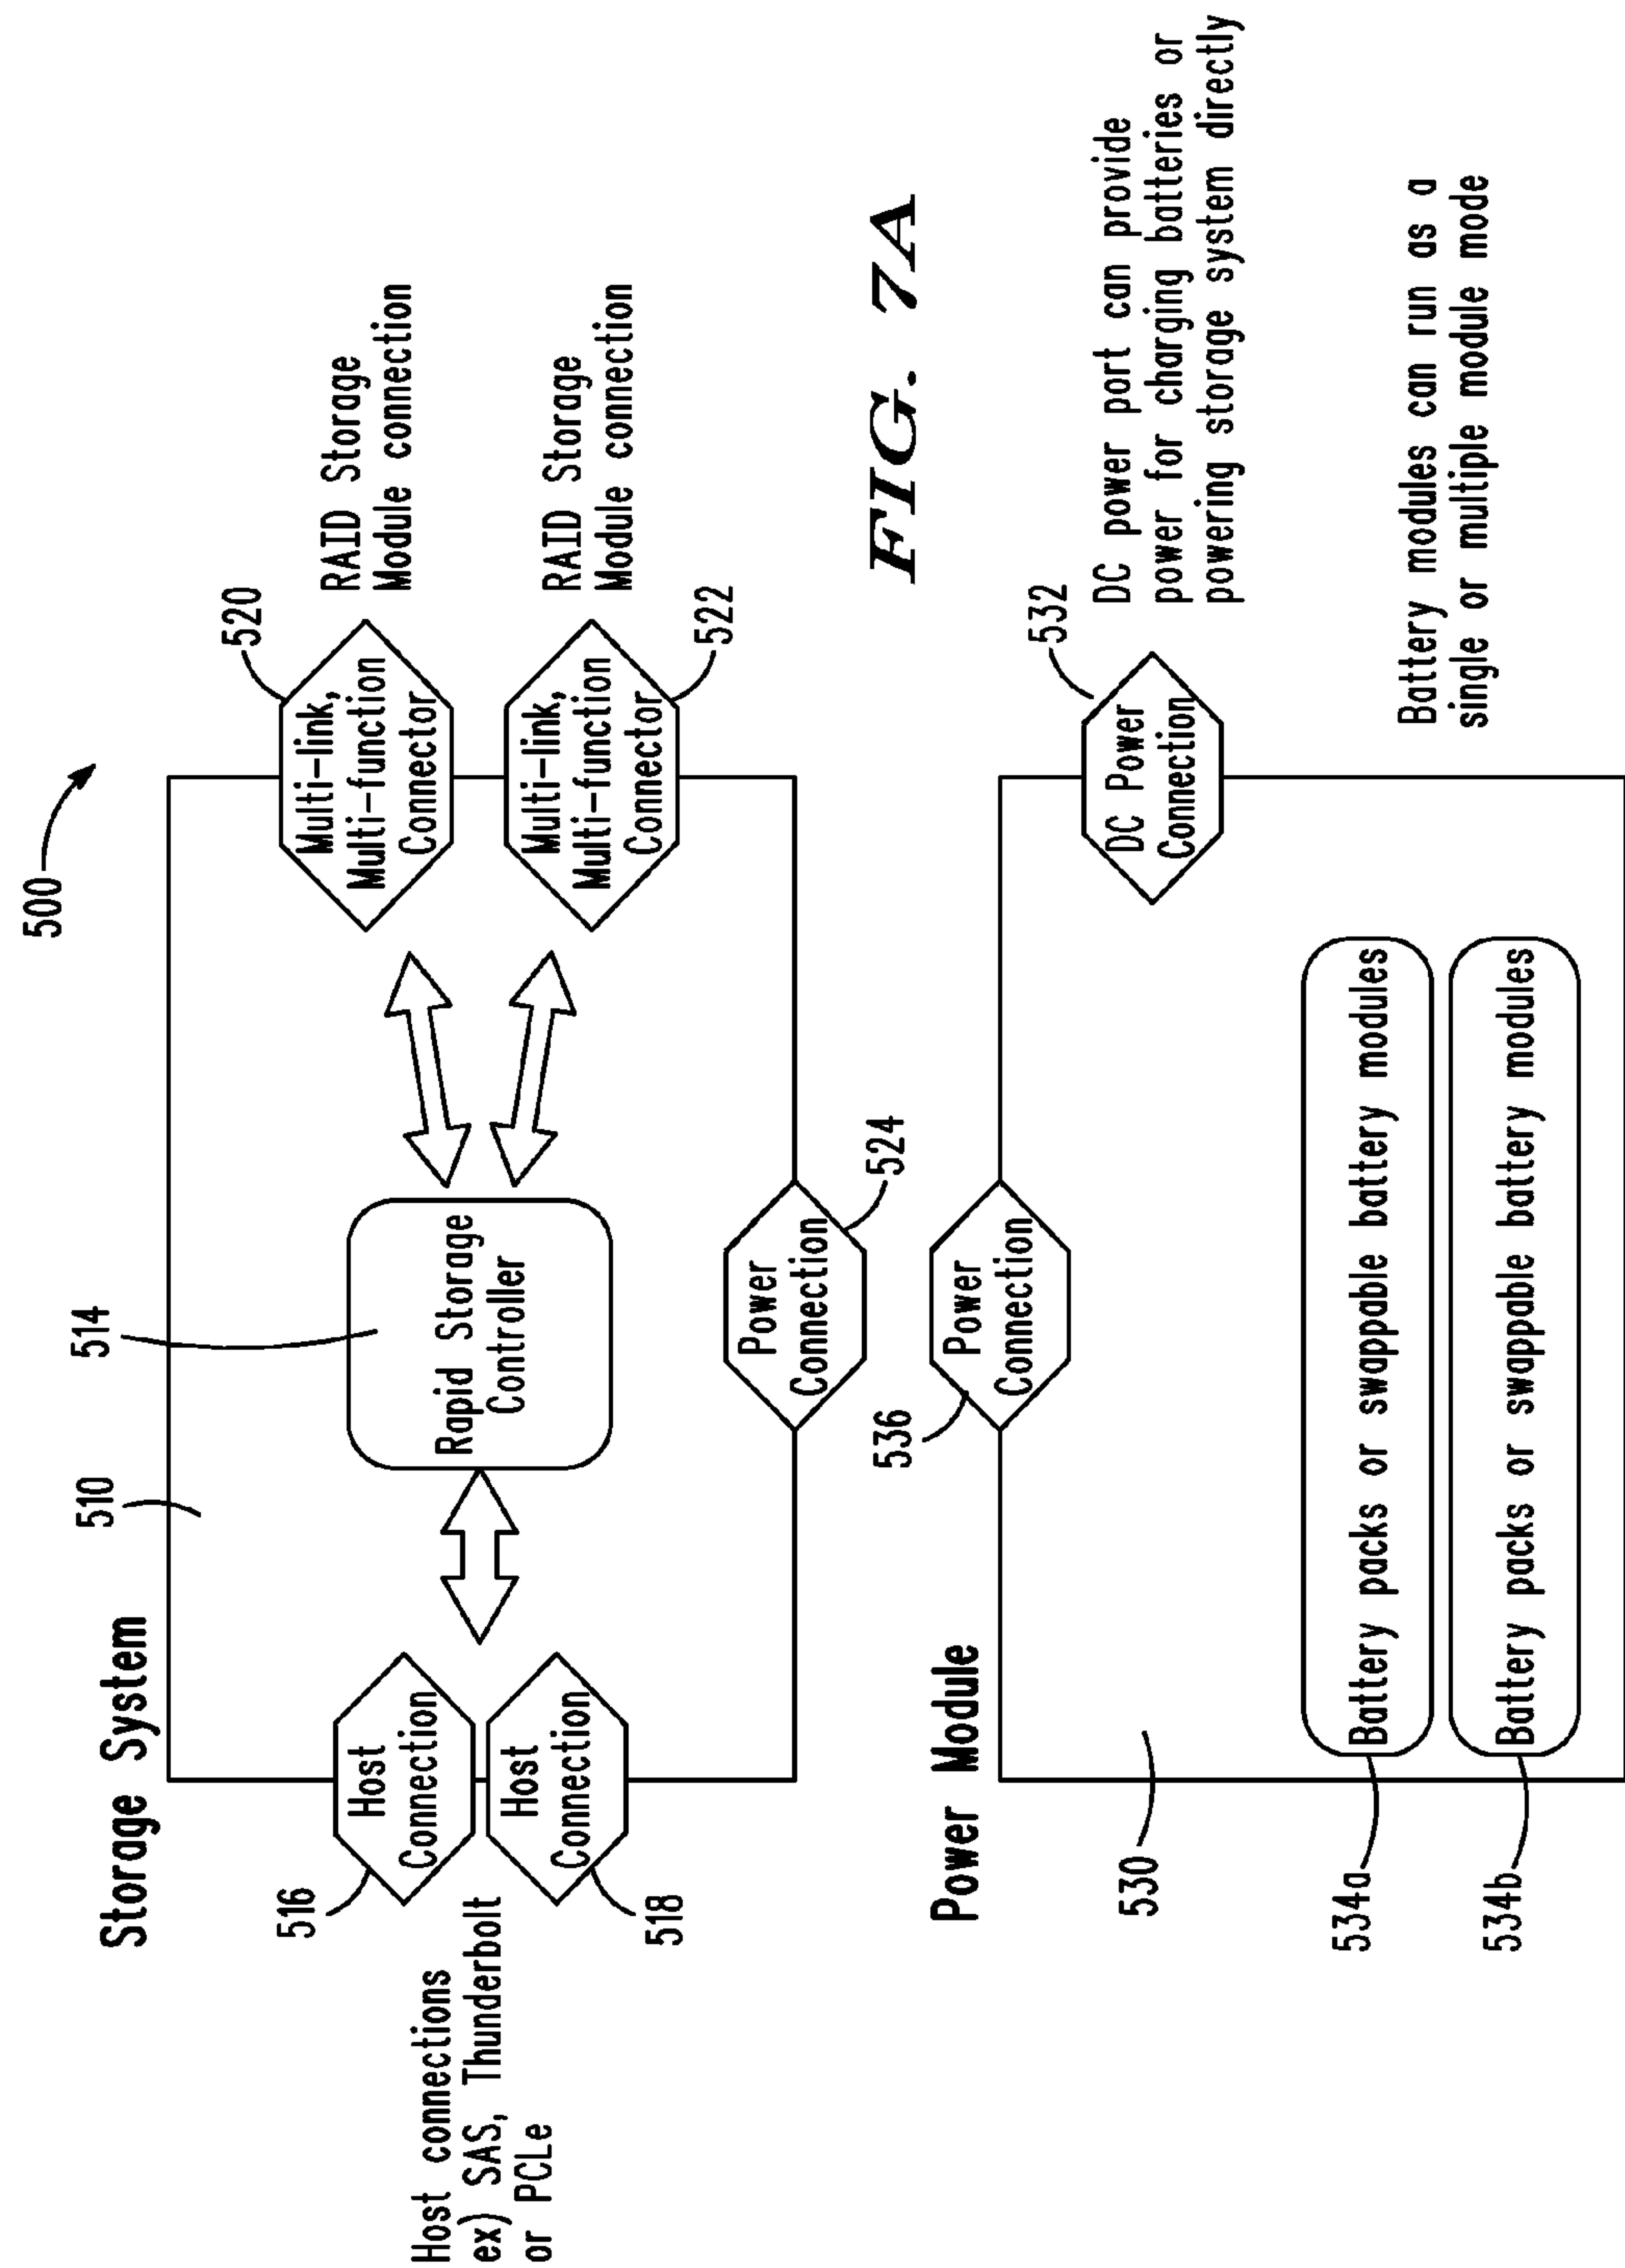 500
Storage System
510
514
520
Host connections
ex) SAS, Thunderbolt
or PCLe
516
Host
Connection
Host
Connection
518
Rapid Storage
Controller
Multi-link,
Multi-function
Connector
Multi-link,
Multi-function
Connector
522
RAID Storage
Module connection
RAID Storage
Module connection
Power
Connection
524
FIG. 7A
Power Module
536
Power
Connection
532
DC Power
Connection
DC power port can provide
power for charging batteries or
powering storage system directly
530
534a
Battery packs or swappable battery modules
534b
Battery packs or swappable battery modules
Battery modules can run as a
single or multiple module mode